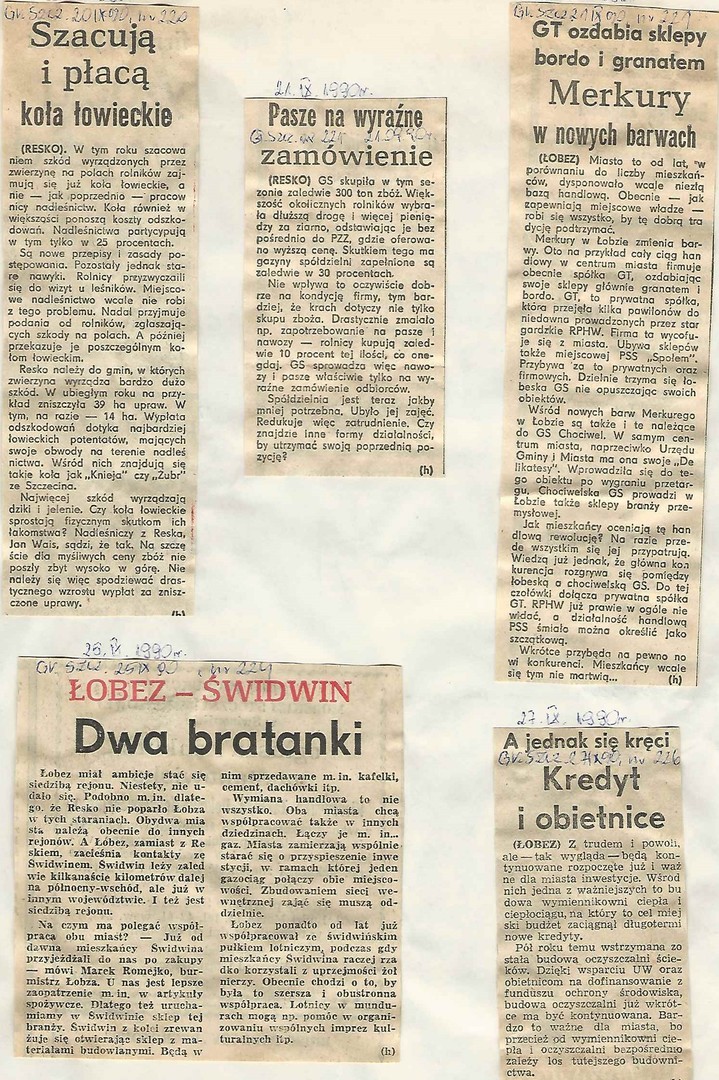 Gł. Szcz. 20 IX 90, nr 220
Szacują
i płacą
koła łowieckie
(RESKO). W tym roku szacowa
niem szkód wyrządzonych przez
zwierzynę na polach rolników zaj-
mują się już koła łowieckie, a
nie — jak poprzednio — pracow
nicy nadleśnictw. Koła również w
większości ponoszą koszty odszko-
dowań. Nadleśnictwa partycypują
w tym tylko w 25 procentach.
Są nowe przepisy i zasady po-
stępowania. Pozostały jednak sta-
re nawyki. Rolnicy przyzwyczaili
się do wizyt u leśników. Miejsco-
we nadleśnictwo wcale nie robi
z tego problemu. Nadal przyjmuje
podania od rolników, zgłaszają-
cych szkody na polach. A później
przekazuje je poszczególnym ko-
łom łowieckim.
Resko należy do gmin, w których
zwierzyna wyrządza bardzo dużo
szkód. W ubiegłym roku na przy-
kład zniszczyła 39 ha upraw. W
tym, na razie — 14 ha. Wypłata
odszkodowań dotyka najbardziej
łowieckich potentatów, mających
swoje obwody na terenie nadleś
nictwa. Wśród nich znajdują się
takie koła jak „Knieja” czy „Żubr”
ze Szczecina.
Najwięcej szkód wyrządzają
dziki i jelenie. Czy koła łowieckie
sprostają fizycznym skutkom ich
łakomstwa? Nadleśniczy z Reska,
Jan Wais, sądzi, że tak. Na szczę
ście dla myśliwych ceny zbóż nie
poszły zbyt wysoko w górę. Nie
należy się więc spodziewać dras-
tycznego wzrostu wypłat za znisz-
czone uprawy.
(h)
21. IX. 1990r.
Pasze na wyraźne
Gł. Szcz. nr 221 21.09.90r.
zamówienie
(RESKO) GS skupiła w tym se-
zonie zaledwie 300 ton zbóż. Więk-
szość okolicznych rolników wybra-
ła dłuższą drogę i więcej pienię-
dzy za ziarno, odstawiając je bez
pośrednio do PZZ, gdzie oferowa-
no wyższą cenę. Skutkiem tego ma
gazyny spółdzielni zapełnione są
zaledwie w 30 procentach.
Nie wpływa to oczywiście dob-
rze na kondycję firmy, tym bar-
dziej, że krach dotyczy nie tylko
skupu zboża. Drastycznie zmalało
np. zapotrzebowanie na pasze i
nawozy — rolnicy kupują zaled-
wie 10 procent tej ilości, co one-
gdaj. GS sprowadza więc nawo-
zy i pasze właściwie tylko na wy-
raźne zamówienie odbiorców.
Spółdzielnia jest teraz jakby
mniej potrzebna. Ubyło jej zajęć.
Redukuje więc zatrudnienie. Czy
znajdzie inne formy działalności,
by utrzymać swoją poprzednią po-
zycję?
(h)
Gł. Szcz. 21 IX 90, nr 221
GT ozdabia sklepy
bordo i granatem
Merkury
w nowych barwach
(ŁOBEZ) Miasto to od lat, w
porównaniu do liczby mieszkań-
ców, dysponowało wcale niezłą
bazą handlową. Obecnie — jak
zapewniają miejscowe władze —
robi się wszystko, by tę dobrą tra
dycję podtrzymać.
Merkury w Łobzie zmienia bar-
wy. Oto na przykład cały ciąg han
dlowy w centrum miasta firmuje
obecnie spółka GT, ozdabiając
swoje sklepy głównie granatem i
bordo. GT, to prywatna spółka,
która przejęła kilka pawilonów do
niedawna prowadzonych przez star
gardzkie RPHW. Firma ta wycofu-
je się z miasta. Ubywa sklepów
także miejscowej PSS „Społem”.
Przybywa za to prywatnych oraz
firmowych. Dzielnie trzyma się ło-
beska GS nie opuszczając swoich
obiektów.
Wśród nowych barw Merkurego
w Łobzie są także i te należące
do GS Chociwel. W samym cen-
trum miasta, naprzeciwko Urzędu
Gminy i Miasta ma ona swoje „De
likatesy”. Wprowadziła się do te-
go obiektu po wygraniu przetar-
gu. Chociwelska GS prowadzi w
Łobzie także sklepy branży prze-
mysłowej.
Jak mieszkańcy oceniają tę han
dlową rewolucję? Na razie prze-
de wszystkim się jej przypatrują.
Wiedzą już jednak, że główna kon
kurencja rozgrywa się pomiędzy
łobeską a chociwelską GS. Do tej
czołówki dołącza prywatna spółka
GT. RPHW już prawie w ogóle nie
widać, a działalność handlową
PSS śmiało można określić jako
szczątkową.
Wkrótce przybędą na pewno no
wi konkurenci. Mieszkańcy wcale
się tym nie martwią...
(h)
25. IX. 1990r.
Gł. Szcz. 25 IX 90, nr 224
ŁOBEZ – ŚWIDWIN
Dwa bratanki
Łobez miał ambicje stać się
siedzibą rejonu. Niestety, nie u-
dało się. Podobno m.in. dlate-
go, że Resko nie poparło Łobza
w tych staraniach. Obydwa mia
sta należą obecnie do innych
rejonów. A Łobez, zamiast z Re
skiem, zacieśnia kontakty ze
Świdwinem. Świdwin leży zaled
wie kilkanaście kilometrów dalej
na północny-wschód, ale już w
innym województwie. I też jest
siedzibą rejonu.
Na czym ma polegać współ-
praca obu miast? — Już od
dawna mieszkańcy Świdwina
przyjeżdżali do nas po zakupy
— mówi Marek Romejko, bur-
mistrz Łobza. U nas jest lepsze
zaopatrzenie m.in. w artykuły
spożywcze. Dlatego też urucha-
miamy w Świdwinie sklep tej
branży. Świdwin z kolei zrewan
żuje się otwierając sklep z ma-
teriałami budowlanymi. Będą w
nim sprzedawane m.in. kafelki,
cement, dachówki itp.
Wymiana handlowa to nie
wszystko. Oba miasta chcą
współpracować także w innych
dziedzinach. Łączy je m. in...
gaz. Miasta zamierzają wspólnie
starać się o przyspieszenie inwe
stycji, w ramach której jeden
gazociąg połączy obie miejsco-
wości. Zbudowaniem sieci we-
wnętrznej zająć się muszą od-
dzielnie.
Łobez ponadto od lat już
współpracował ze świdwińskim
pułkiem lotniczym, podczas gdy
mieszkańcy Świdwina raczej rza
dko korzystali z uprzejmości żoł
nierzy. Obecnie chodzi o to, by
była to szersza i obustronna
współpraca. Lotnicy w mundu-
rach mogą np. pomóc w organi-
zowaniu wspólnych imprez kul-
turalnych itp.
(h)
27. IX. 1990r.
A jednak się kręci
Gł. Szcz. 27 IX 90, nr 226
Kredyt
i obietnice
(ŁOBEZ) Z trudem i powoli,
ale — tak wygląda — będą kon-
tynuowane rozpoczęte już i waż
ne dla miasta inwestycje. Wśród
nich jedna z ważniejszych to bu
dowa wymiennikowni ciepła i
ciepłociągu, na który to cel miej
ski budżet zaciągnął długotermi
nowe kredyty.
Pół roku temu wstrzymana zo
stała budowa oczyszczalni ście-
ków. Dzięki wsparciu UW oraz
obietnicom na dofinansowanie z
funduszu ochrony środowiska,
budowa oczyszczalni już wkrót-
ce ma być kontynuowana. Bar-
dzo to ważne dla miasta, bo
przecież od wymiennikowni cie-
pła i oczyszczalni bezpośrednio
zależy los tutejszego budowni-
ctwa.